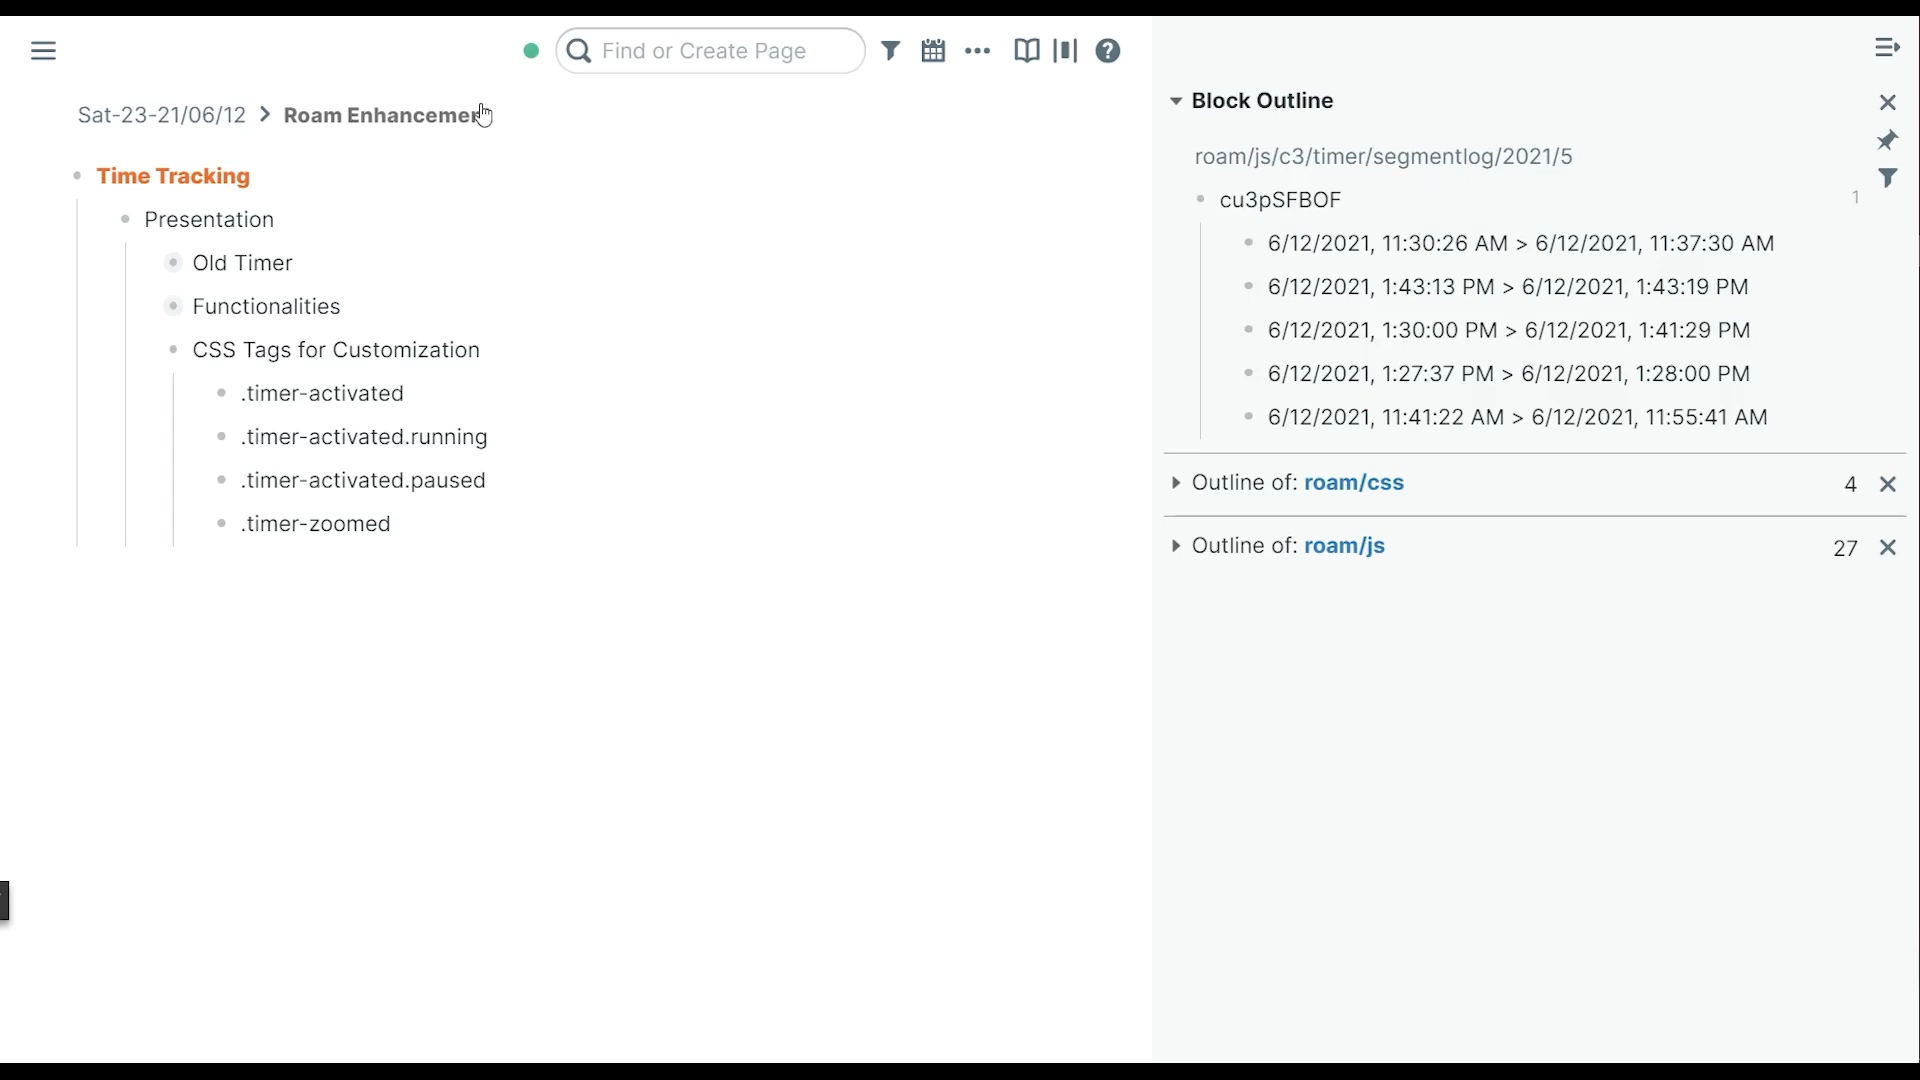 Find or Create Page
Sat-23-21/06/12 > Roam Enhancemen
Time Tracking
Presentation
Old Timer
Functionalities
CSS Tags for Customization
.timer-activated
.timer-activated.running
.timer-activated.paused
.timer-zoomed
Block Outline
roam/js/c3/timer/segmentlog/2021/5
cu3pSFBOF 1
6/12/2021, 11:30:26 AM > 6/12/2021, 11:37:30 AM
6/12/2021, 1:43:13 PM > 6/12/2021, 1:43:19 PM
6/12/2021, 1:30:00 PM > 6/12/2021, 1:41:29 PM
6/12/2021, 1:27:37 PM > 6/12/2021, 1:28:00 PM
6/12/2021, 11:41:22 AM > 6/12/2021, 11:55:41 AM
Outline of: roam/css 4
Outline of: roam/js 27